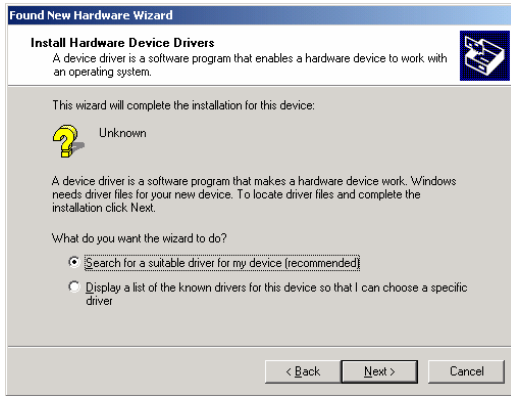 Found New Hardware Wizard
Install Hardware Device Drivers
A device driver is a software program that enables a hardware device to work with
an operating system.
This wizard will complete the installation for this device:
Unknown
A device driver is a software program that makes a hardware device work. Windows
needs driver files for your new device. To locate driver files and complete the
installation click Next.
What do you want the wizard to do?
Search for a suitable driver for my device (recommended)
Display a list of the known drivers for this device so that I can choose a specific
driver
< Back Next > Cancel